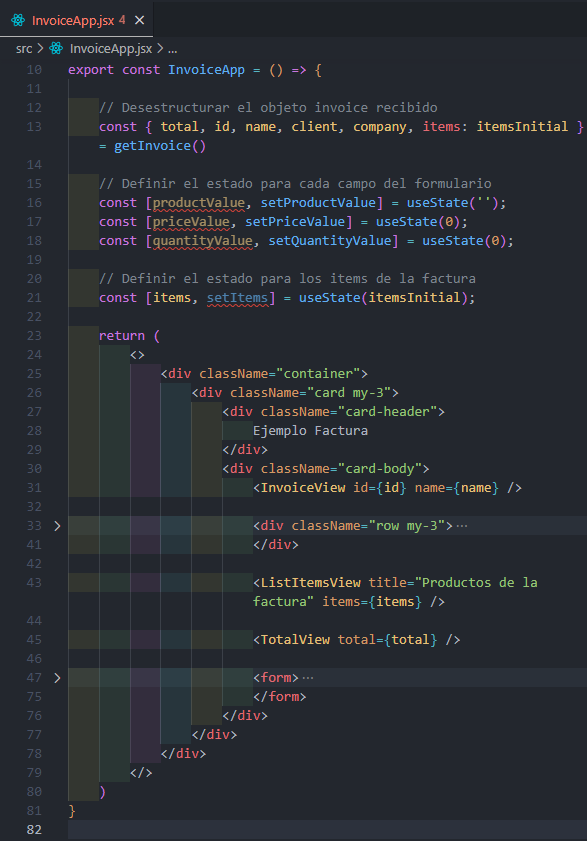 InvoiceApp.jsx 4 ×
src > InvoiceApp.jsx > ...
10 export const InvoiceApp = () => {
11
12 // Desestructurar el objeto invoice recibido
13 const { total, id, name, client, company, items: itemsInitial }
= getInvoice()
14
15 // Definir el estado para cada campo del formulario
16 const [productValue, setProductValue] = useState('');
17 const [priceValue, setPriceValue] = useState(0);
18 const [quantityValue, setQuantityValue] = useState(0);
19
20 // Definir el estado para los items de la factura
21 const [items, setItems] = useState(itemsInitial);
22
23 return (
24 <>
25 <div className="container">
26 <div className="card my-3">
27 <div className="card-header">
28 Ejemplo Factura
29 </div>
30 <div className="card-body">
31 <InvoiceView id={id} name={name} />
32
33 > <div className="row my-3"> ...
41 </div>
42
43 <ListItemsView title="Productos de la
factura" items={items} />
44
45 <TotalView total={total} />
46
47 > <form> ...
75 </form>
76 </div>
77 </div>
78 </div>
79 </>
80 )
81 }
82